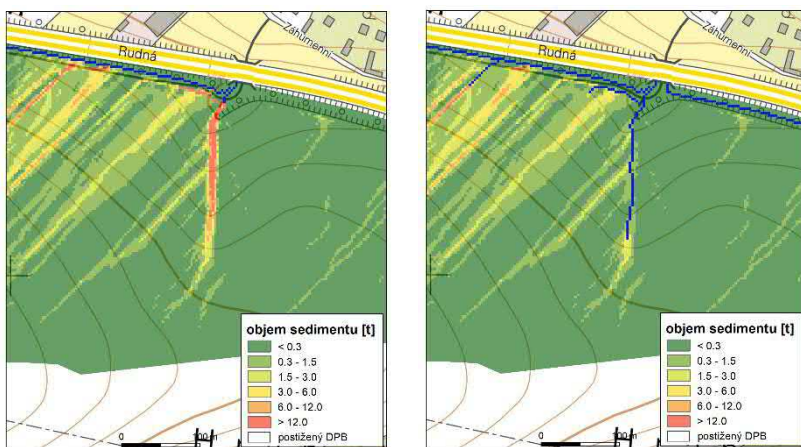 Rudná
Záhumenní
objem sedimentu [t]
< 0.3
0.3 - 1.5
1.5 - 3.0
3.0 - 6.0
6.0 - 12.0
> 12.0
postižený DPB
0
Rudná
Záhumenní
objem sedimentu [t]
< 0.3
0.3 - 1.5
1.5 - 3.0
3.0 - 6.0
6.0 - 12.0
> 12.0
postižený DPB
0